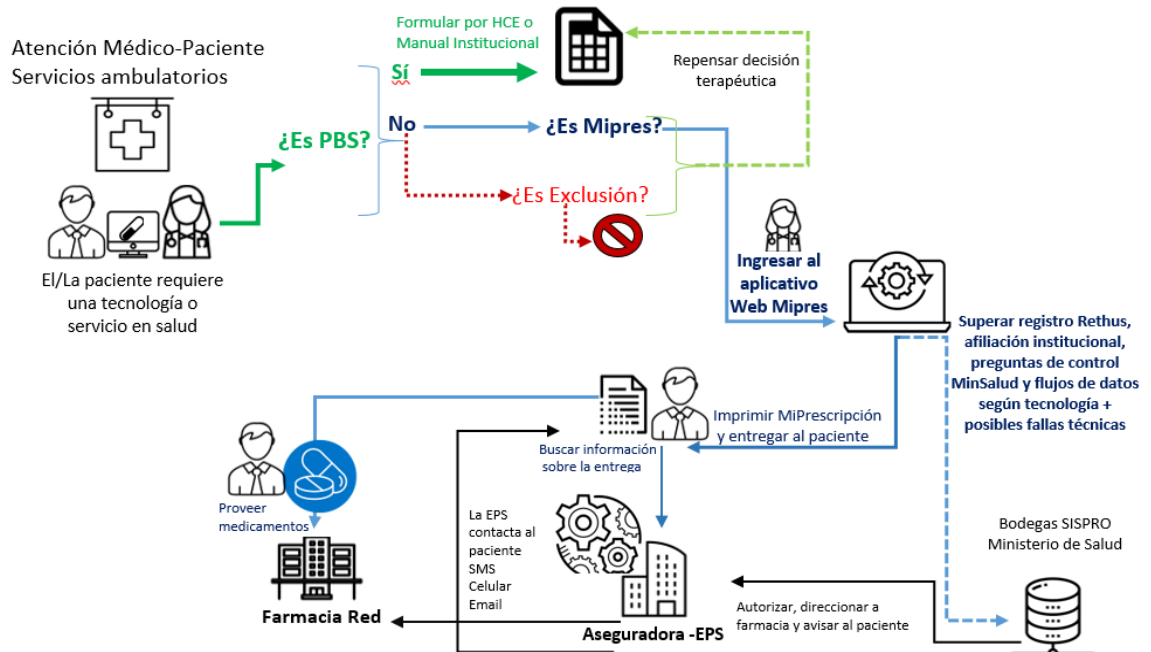 Atención Médico-Paciente
Servicios ambulatorios
El/La paciente requiere
una tecnología o
servicio en salud
¿Es PBS?
Formular por HCE o
Manual Institucional
Sí
No
¿Es Mipres?
¿Es Exclusión?
Repensar decisión
terapéutica
Ingresar al
aplicativo
Web Mipres
Superar registro Rethus,
afiliación institucional,
preguntas de control
MinSalud y flujos de datos
según tecnología +
posibles fallas técnicas
Imprimir MiPrescripción
y entregar al paciente
Buscar información
sobre la entrega
Proveer
medicamentos
Farmacia Red
La EPS
contacta al
paciente
SMS
Celular
Email
Aseguradora -EPS
Autorizar, direccionar a
farmacia y avisar al paciente
Bodegas SISPRO
Ministerio de Salud